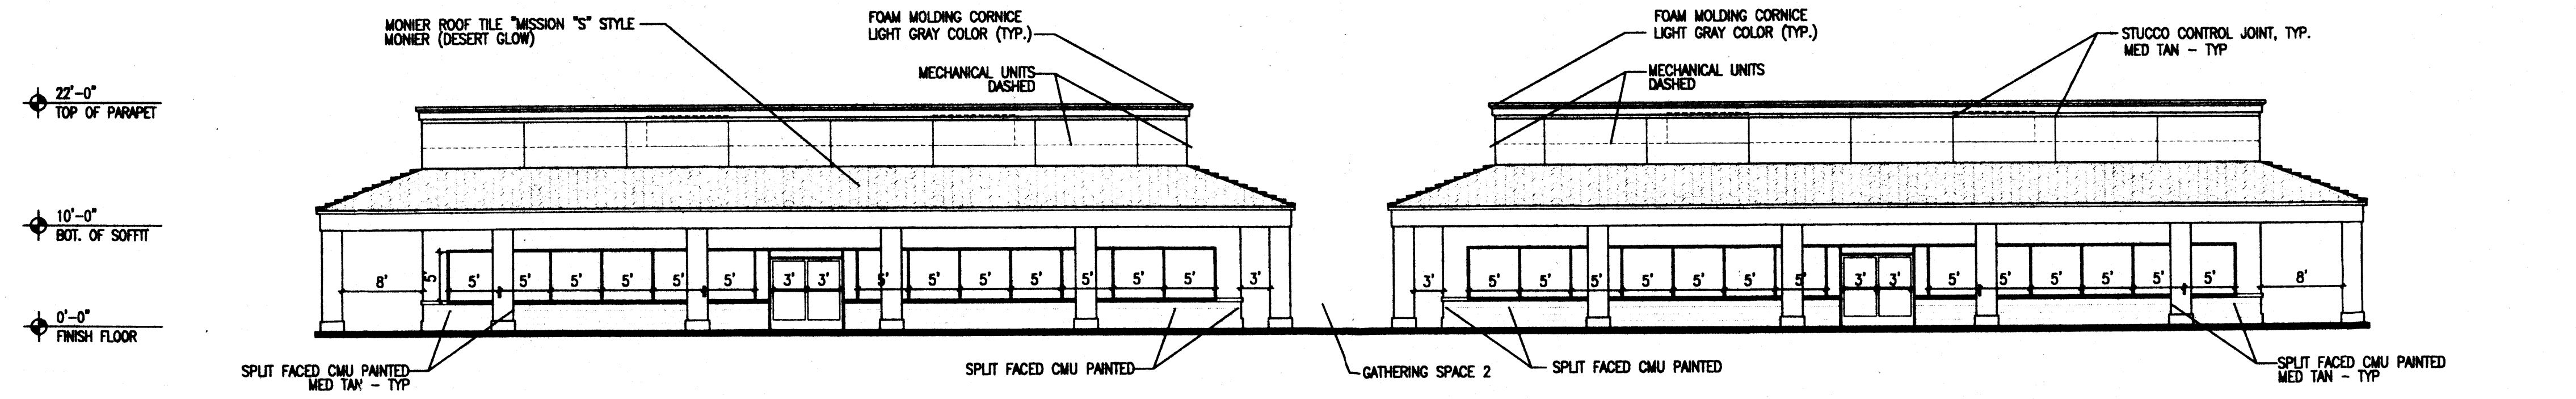 MONIER ROOF TILE "MISSION "S" STYLE
MONIER (DESERT GLOW)
FOAM MOLDING CORNICE
LIGHT GRAY COLOR (TYP.)
MECHANICAL UNITS
DASHED
FOAM MOLDING CORNICE
LIGHT GRAY COLOR (TYP.)
MECHANICAL UNITS
DASHED
STUCCO CONTROL JOINT, TYP.
MED TAN - TYP
22'-0"
TOP OF PARAPET
10'-0"
BOT. OF SOFFIT
0'-0"
FINISH FLOOR
8' 5' 5' 5' 5' 5' 5' 5' 3' 3' 5' 5' 5' 5' 5' 5' 5' 3'
3' 5' 5' 5' 5' 5' 5' 5' 3' 3' 5' 5' 5' 5' 5' 5' 8'
SPLIT FACED CMU PAINTED
MED TAN - TYP
SPLIT FACED CMU PAINTED
GATHERING SPACE 2
SPLIT FACED CMU PAINTED
SPLIT FACED CMU PAINTED
MED TAN - TYP